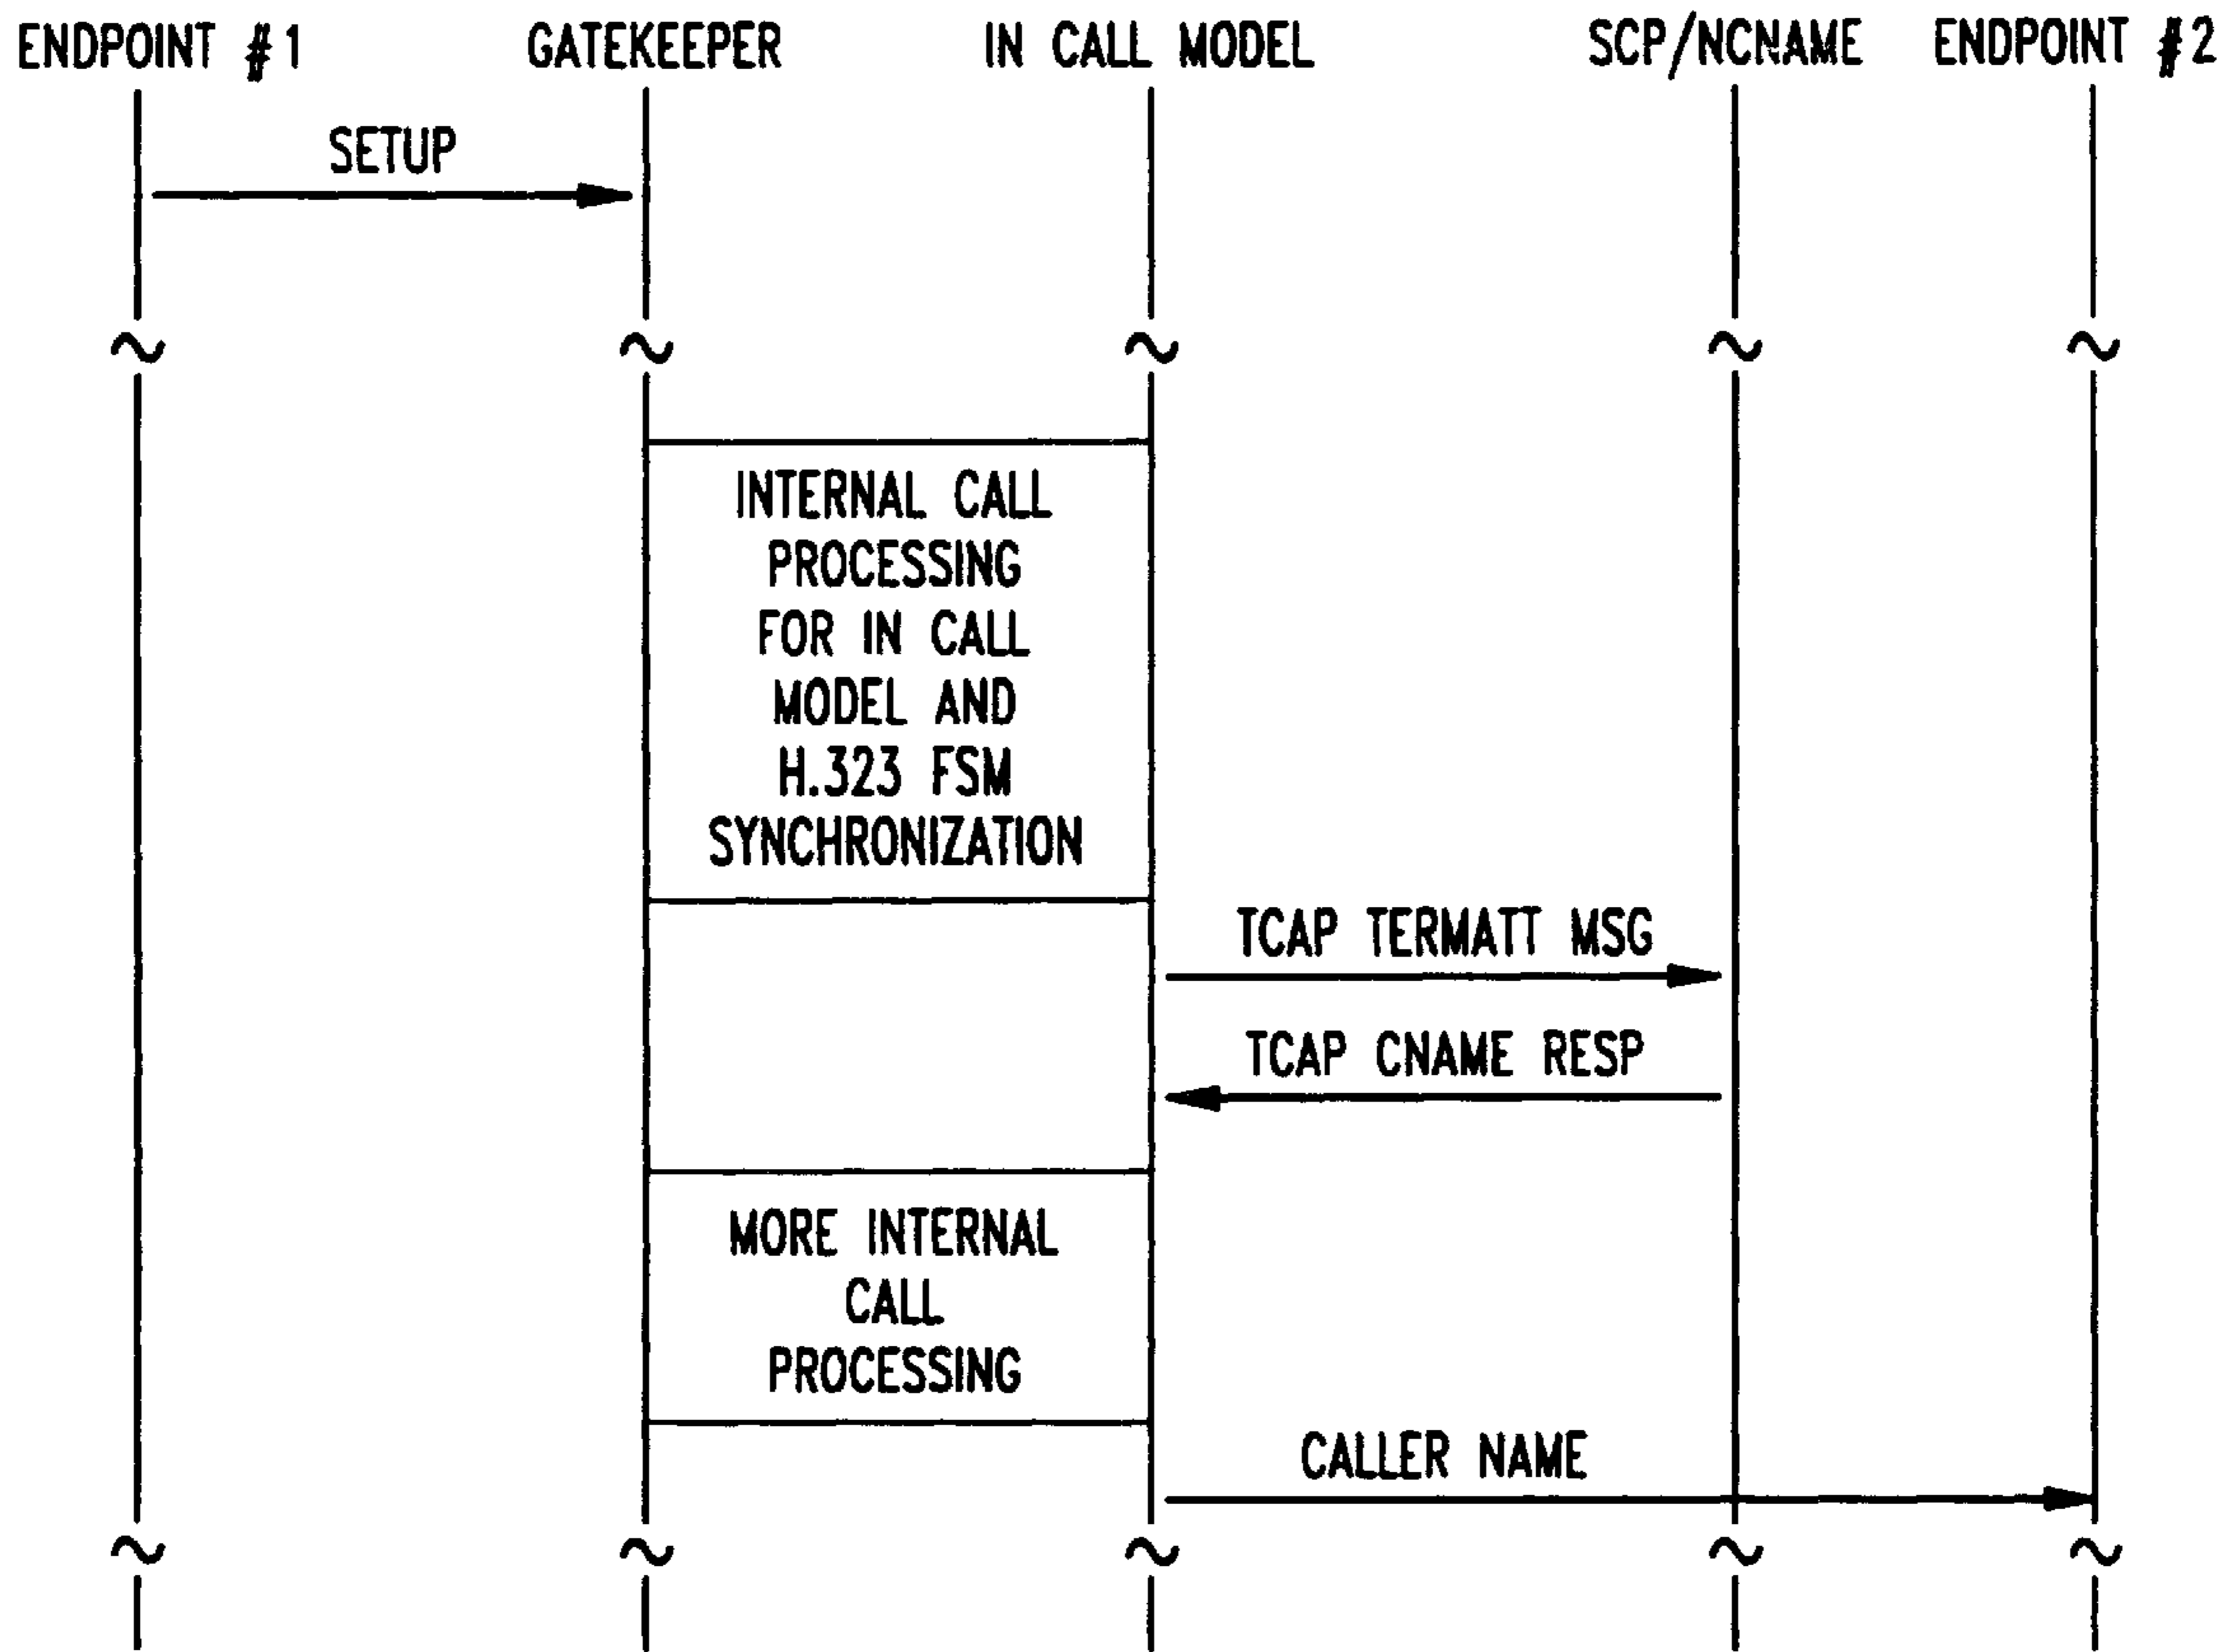 ENDPOINT #1 GATEKEEPER IN CALL MODEL SCP/NCNAME ENDPOINT #2
SETUP
INTERNAL CALL
PROCESSING
FOR IN CALL
MODEL AND
H.323 FSM
SYNCHRONIZATION
TCAP TERMATT MSG
TCAP CNAME RESP
MORE INTERNAL
CALL
PROCESSING
CALLER NAME